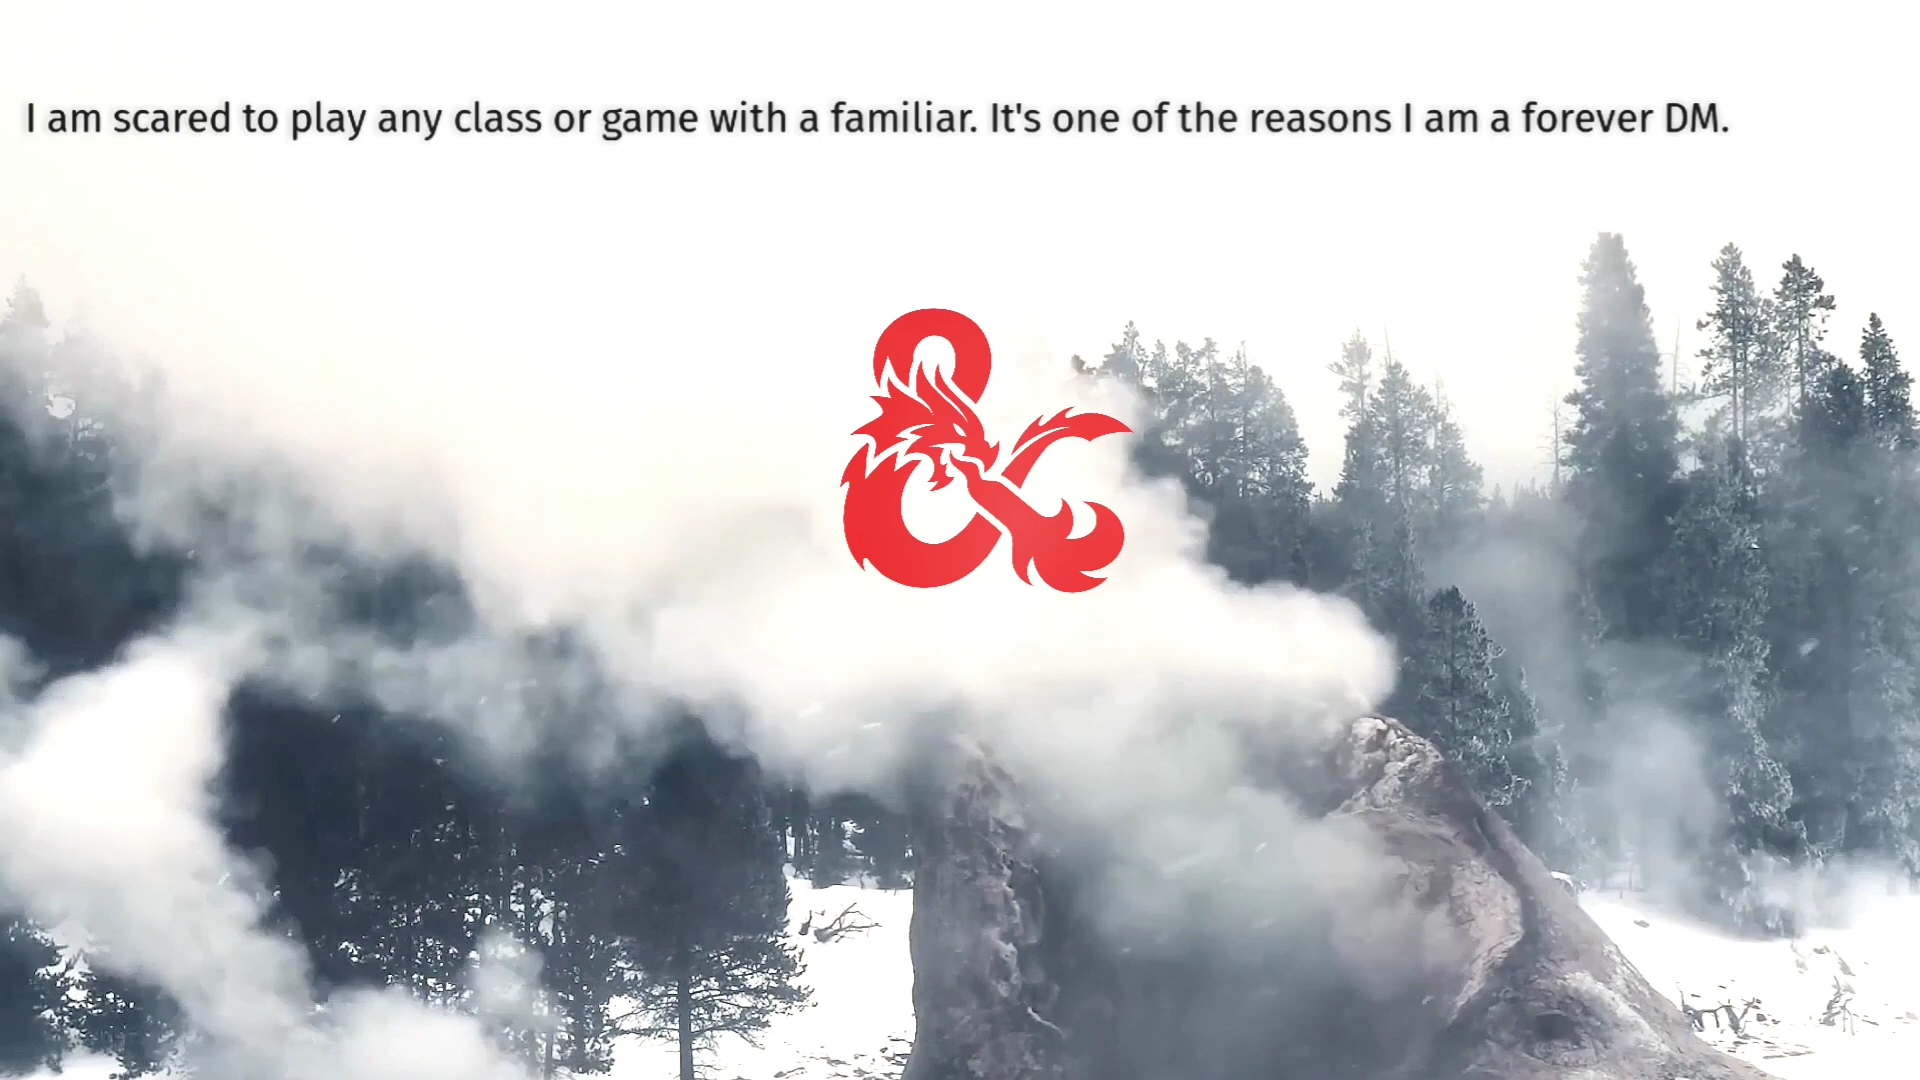 I am scared to play any class or game with a familiar. It's one of the reasons I am a forever DM.